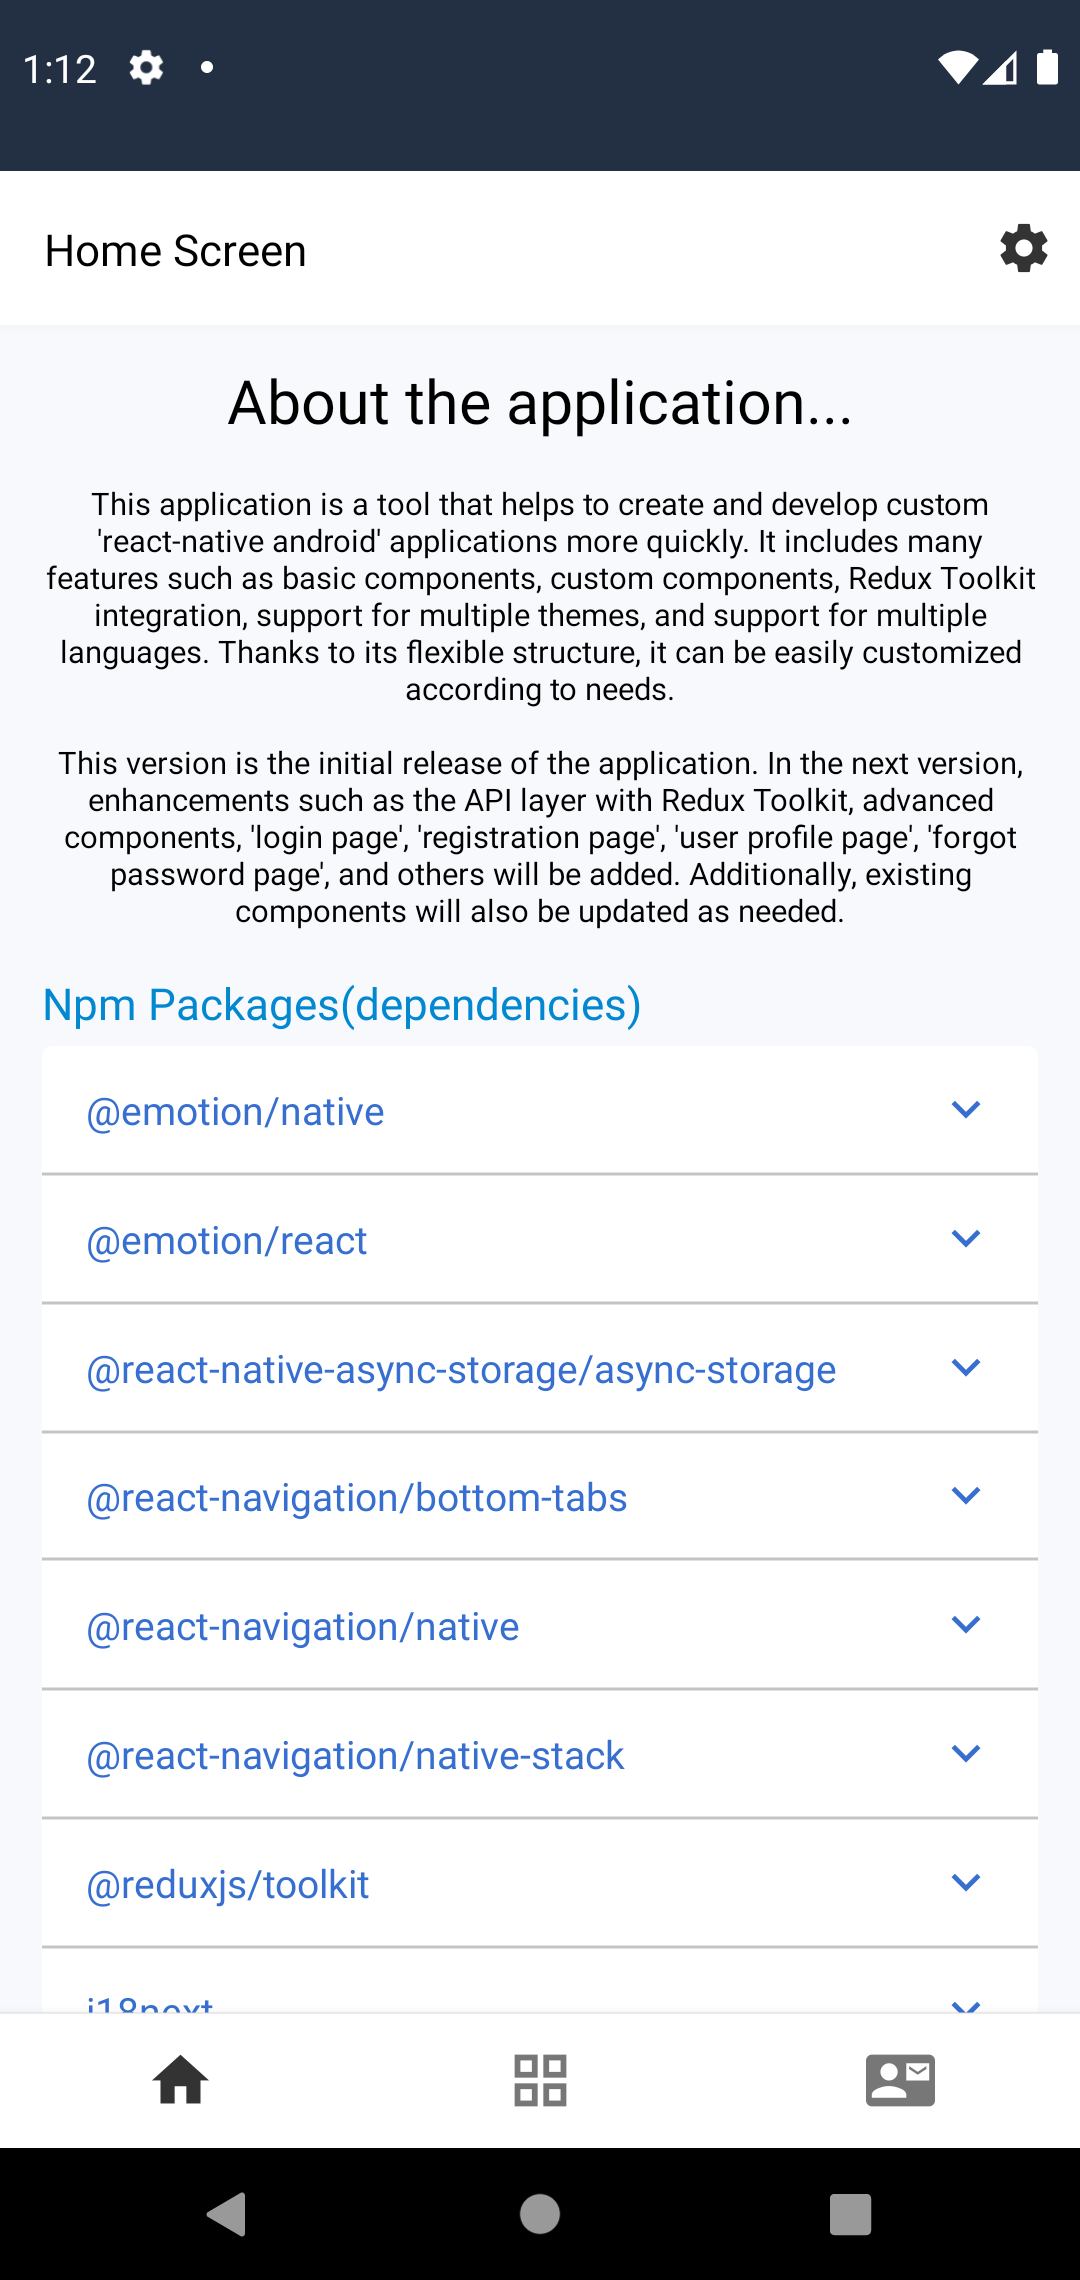 1:12
Home Screen
About the application...
This application is a tool that helps to create and develop custom
'react-native android' applications more quickly. It includes many
features such as basic components, custom components, Redux Toolkit
integration, support for multiple themes, and support for multiple
languages. Thanks to its flexible structure, it can be easily customized
according to needs.
This version is the initial release of the application. In the next version,
enhancements such as the API layer with Redux Toolkit, advanced
components, 'login page', 'registration page', 'user profile page', 'forgot
password page', and others will be added. Additionally, existing
components will also be updated as needed.
Npm Packages(dependencies)
@emotion/native
@emotion/react
@react-native-async-storage/async-storage
@react-navigation/bottom-tabs
@react-navigation/native
@react-navigation/native-stack
@reduxjs/toolkit
i18next